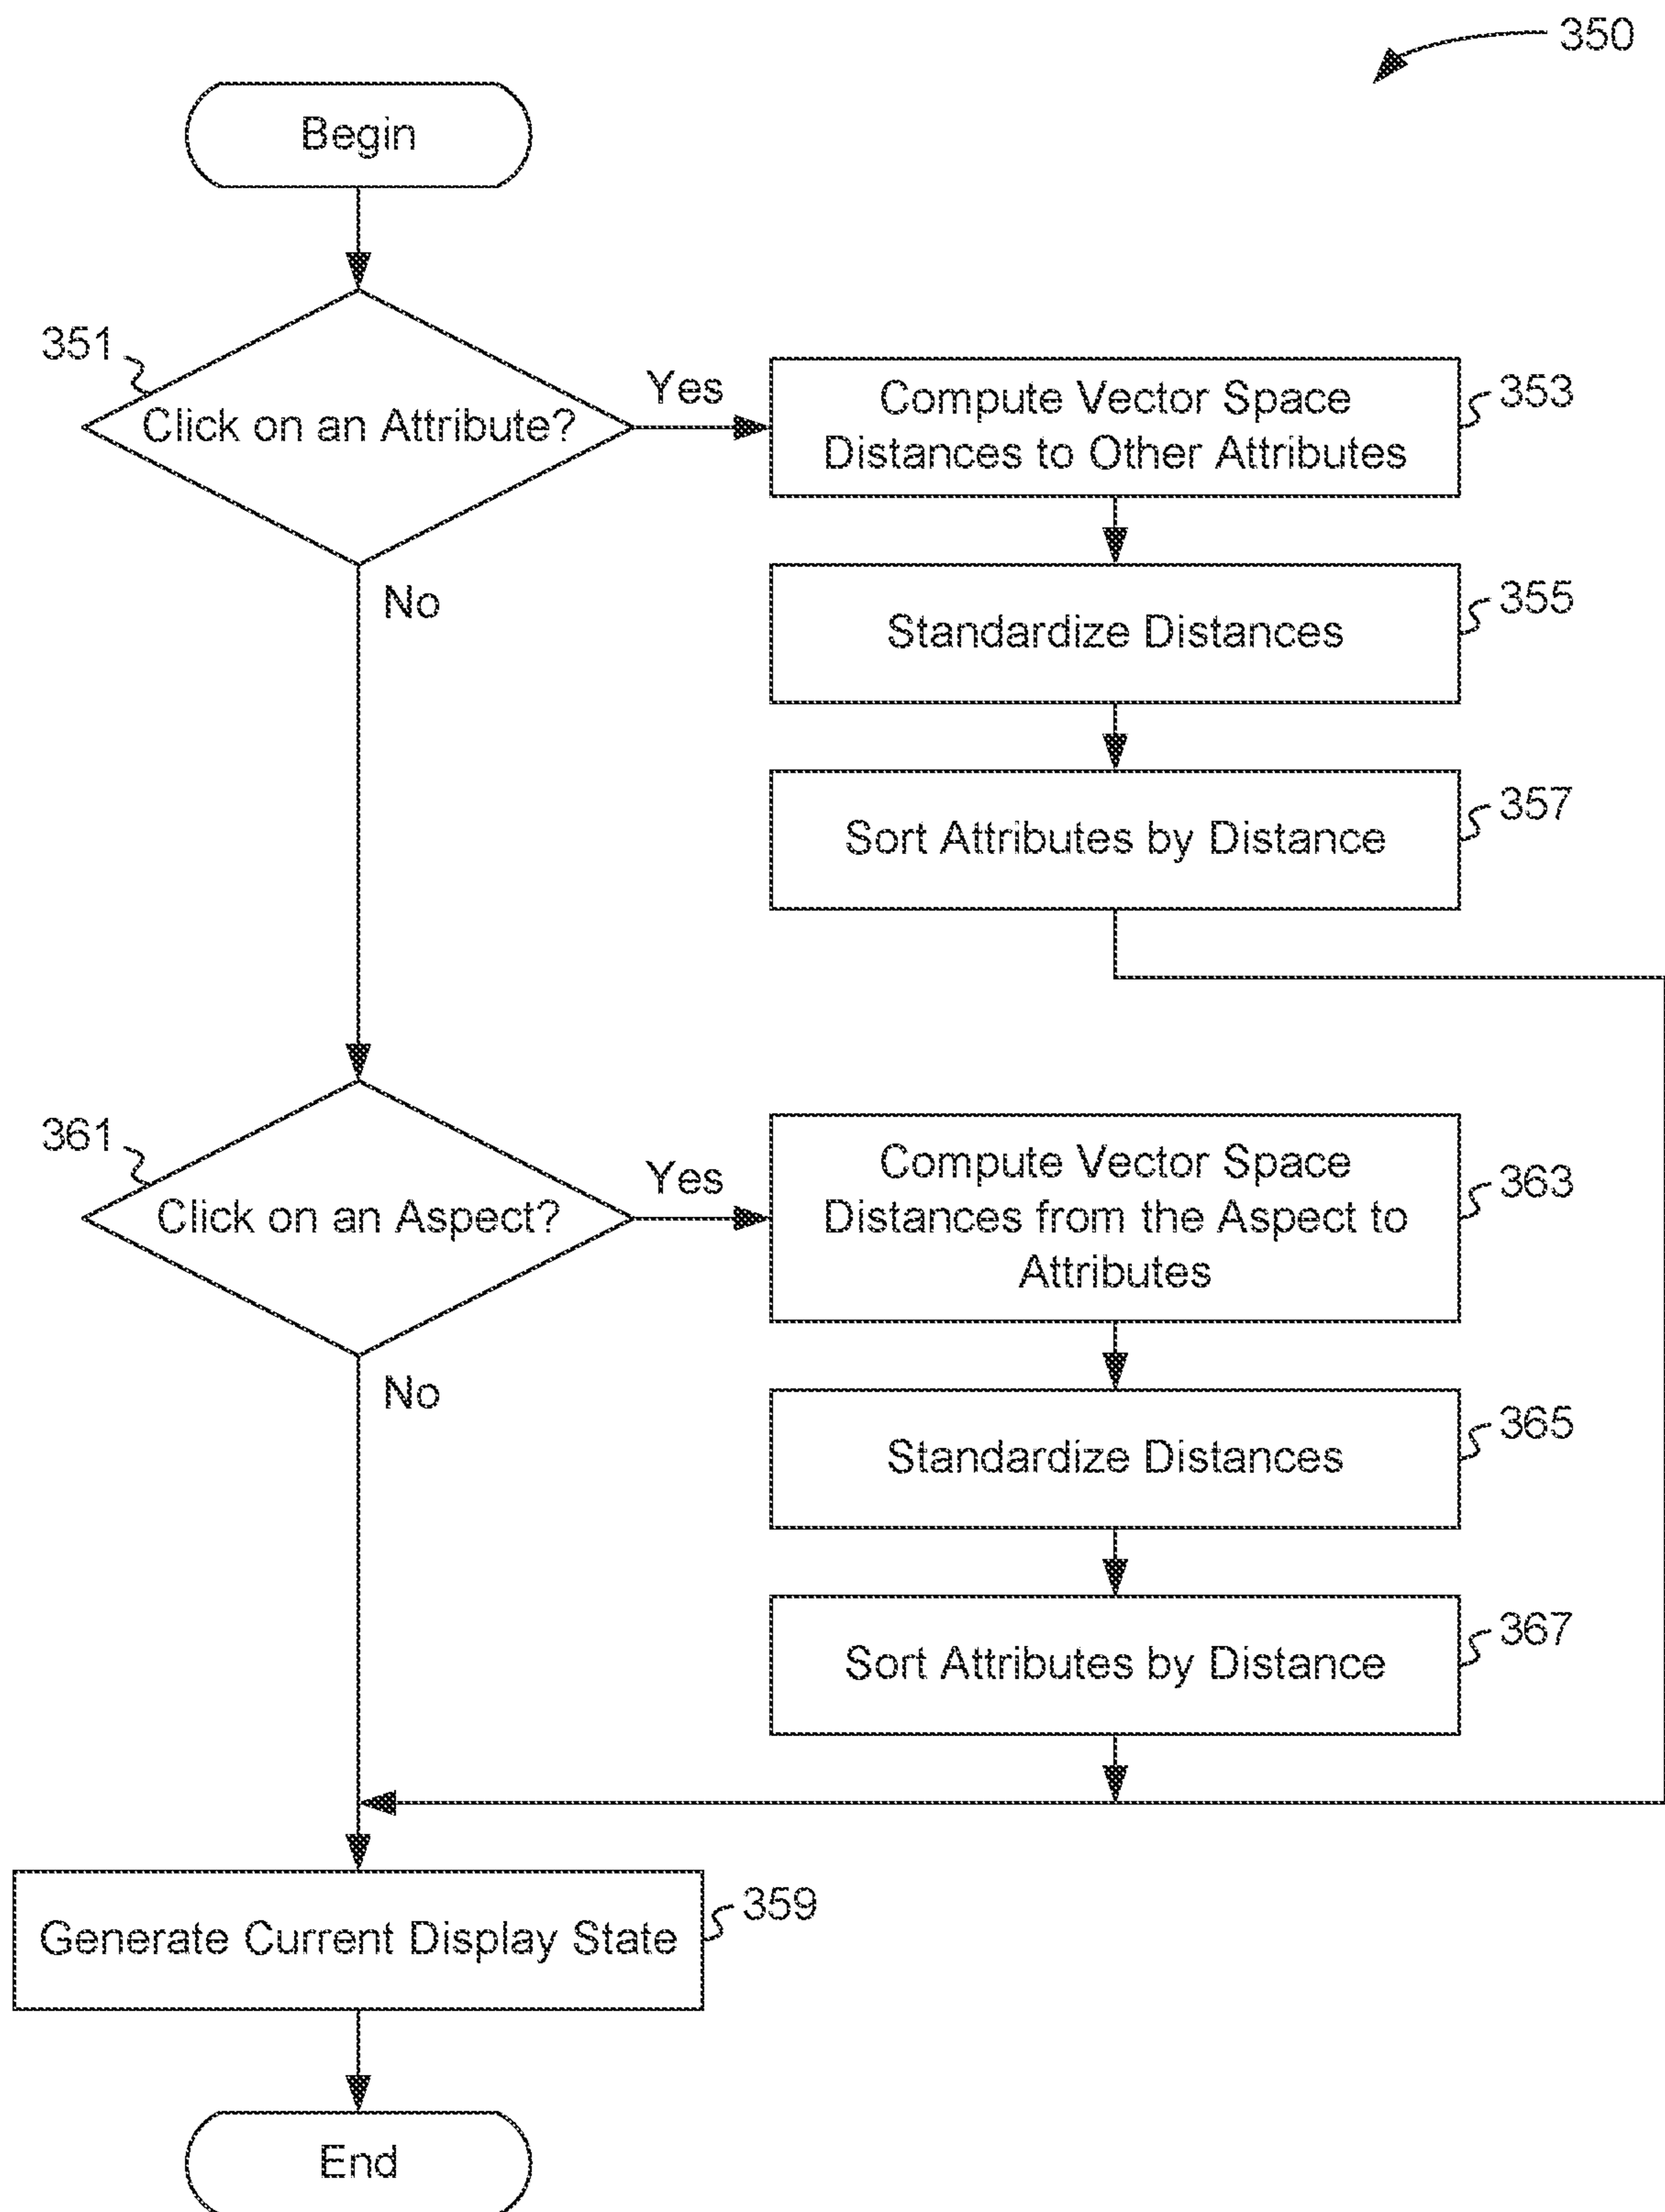 350
Begin
351
Click on an Attribute?
Yes
No
Compute Vector Space
Distances to Other Attributes
353
Standardize Distances
355
Sort Attributes by Distance
357
361
Click on an Aspect?
Yes
No
Compute Vector Space
Distances from the Aspect to
Attributes
363
Standardize Distances
365
Sort Attributes by Distance
367
Generate Current Display State
359
End